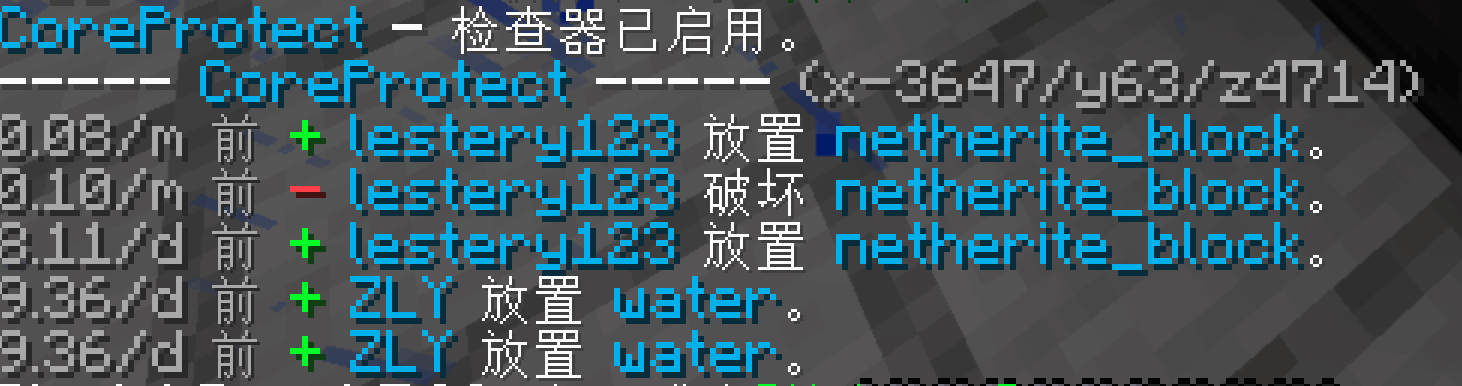 CoreProtect - 检查器已启用。
----- CoreProtect ----- (x-3647/y63/z4714)
0.08/m 前 + lestery123 放置 netherite_block。
0.10/m 前 - lestery123 破坏 netherite_block。
8.11/d 前 + lestery123 放置 netherite_block。
9.36/d 前 + ZLY 放置 water。
9.36/d 前 + ZLY 放置 water。